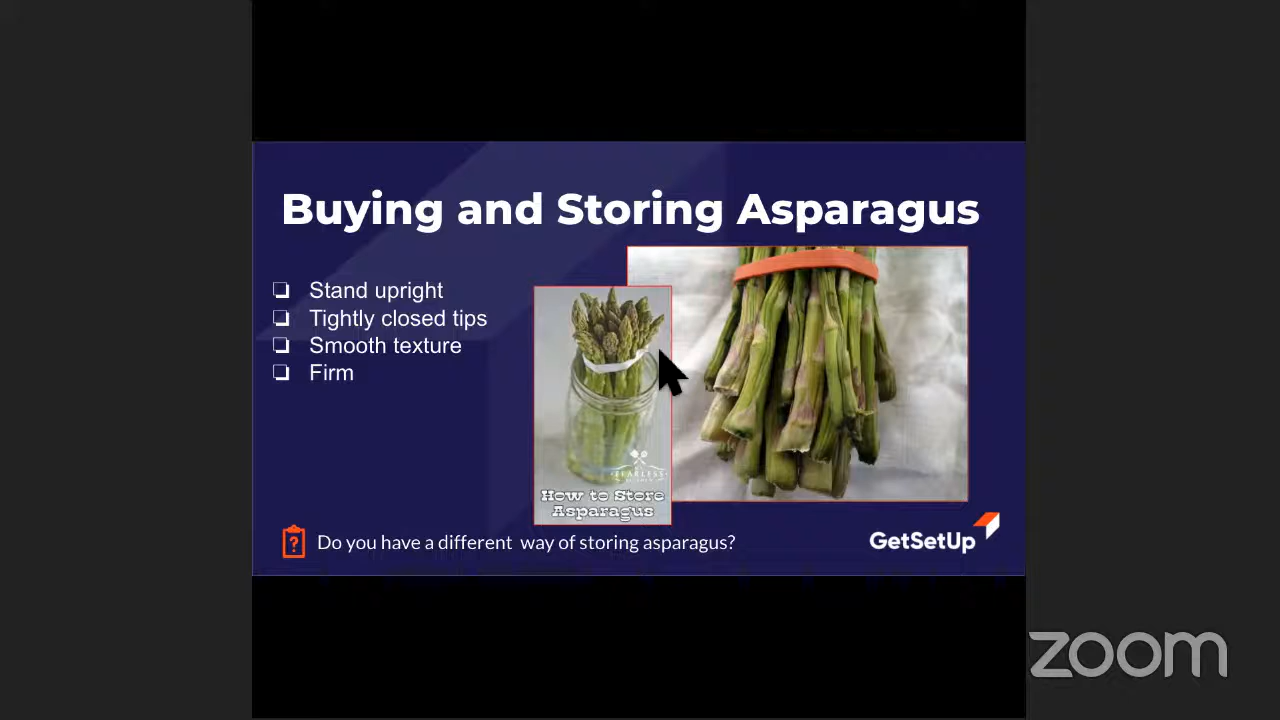 Buying and Storing Asparagus
Stand upright
Tightly closed tips
Smooth texture
Firm
FEARLESS
How to Store
Asparagus
Do you have a different way of storing asparagus?
GetSetUp
zoom